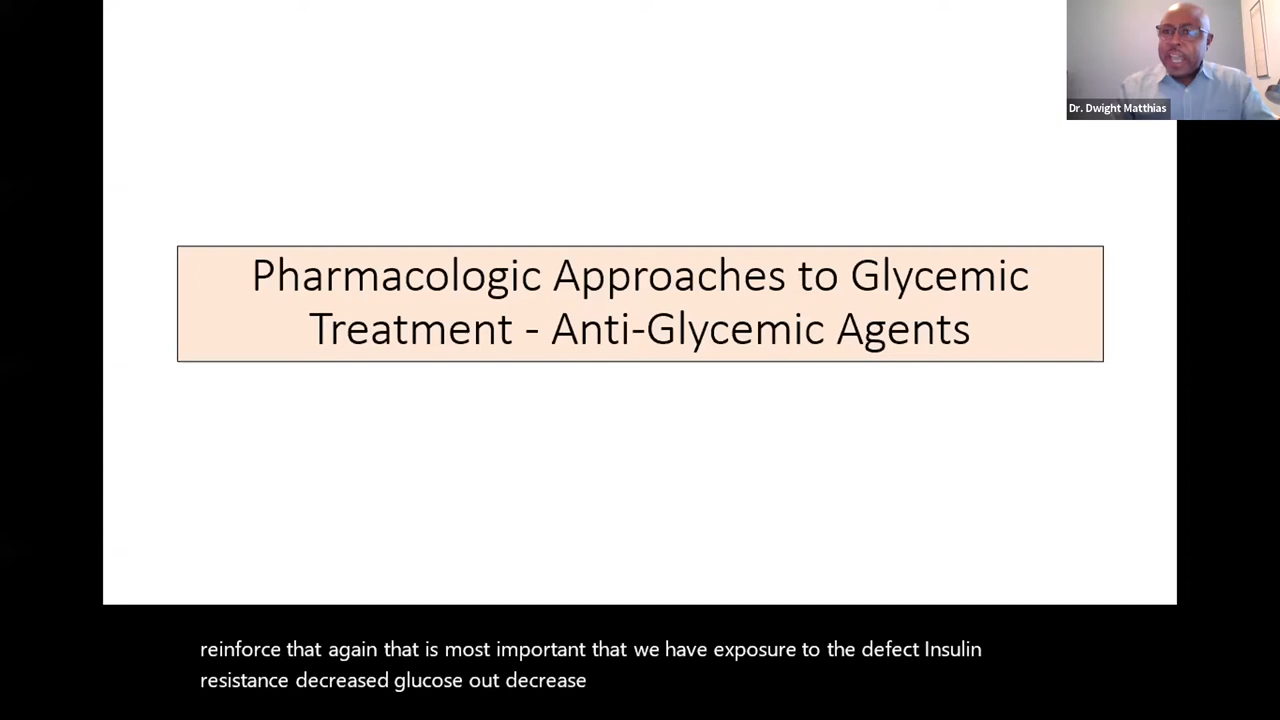 Dr. Dwight Matthias
Pharmacologic Approaches to Glycemic
Treatment - Anti-Glycemic Agents
reinforce that again that is most important that we have exposure to the defect Insulin
resistance decreased glucose out decrease